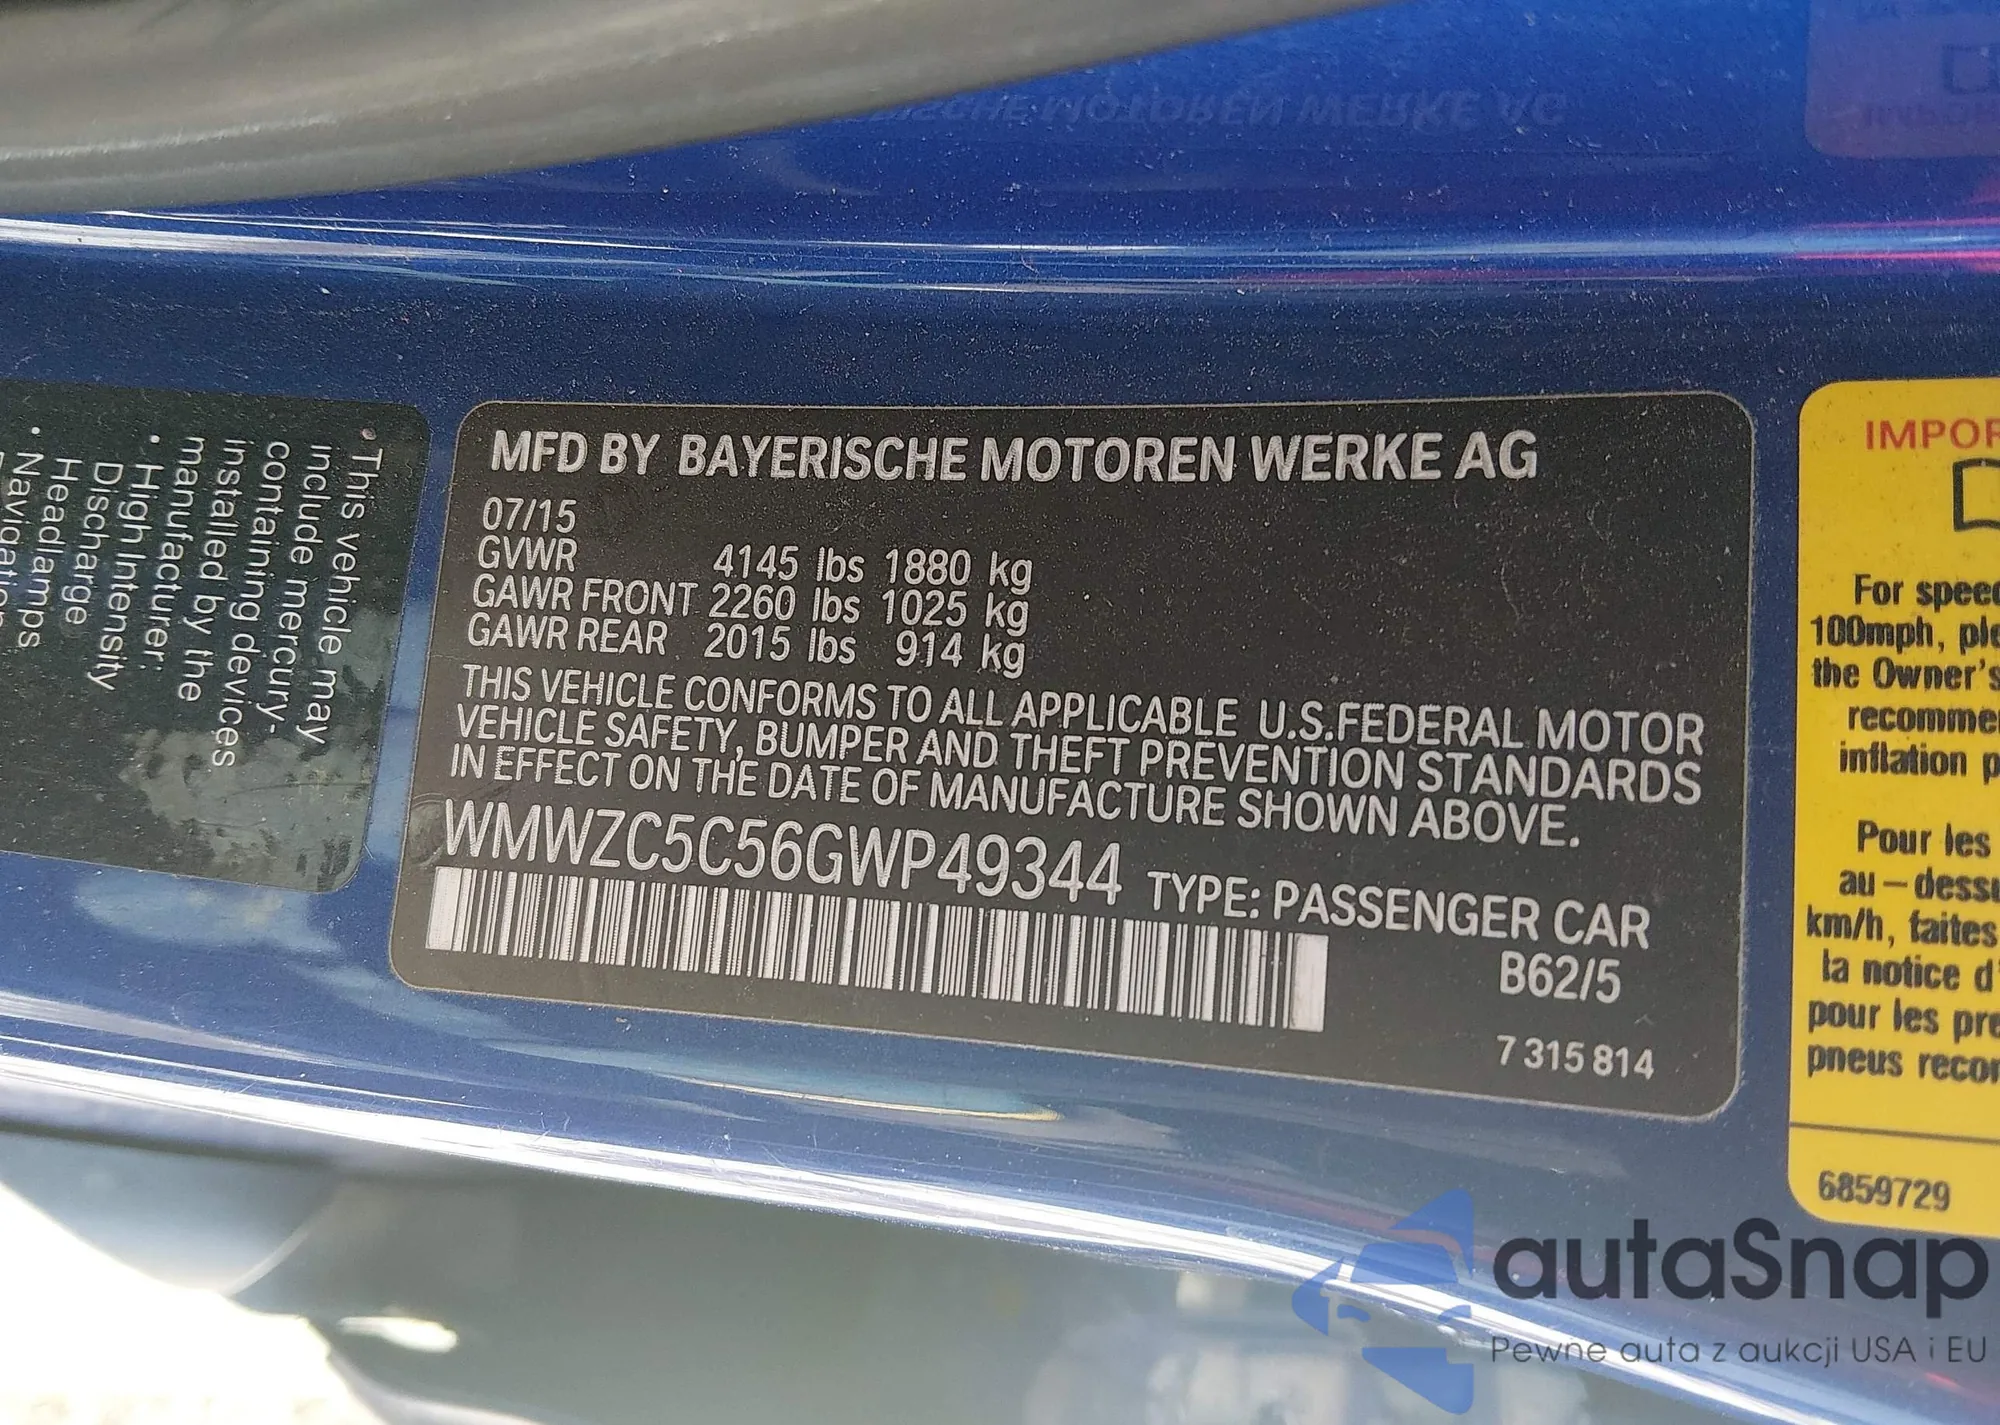 MFD BY BAYERISCHE MOTOREN WERKE AG
07/15
GVWR 4145 lbs 1880 kg
GAWR FRONT 2260 lbs 1025 kg
GAWR REAR 2015 lbs 914 kg
THIS VEHICLE CONFORMS TO ALL APPLICABLE U.S.FEDERAL MOTOR
VEHICLE SAFETY, BUMPER AND THEFT PREVENTION STANDARDS
IN EFFECT ON THE DATE OF MANUFACTURE SHOWN ABOVE.
WMWZC5C56GWP49344 TYPE: PASSENGER CAR
B62/5
7 315 814
• This vehicle may
include mercury-
containing devices
installed by the
manufacturer:
• High Intensity
Discharge
Headlamps
• Navigation
IMPOR
For speed
100mph, ple
the Owner's
recomme
inflation p
Pour les
au – dessu
km/h, faites
la notice d'
pour les pre
pneus recon
6859729
autaSnap
Pewne auta z aukcji USA i EU